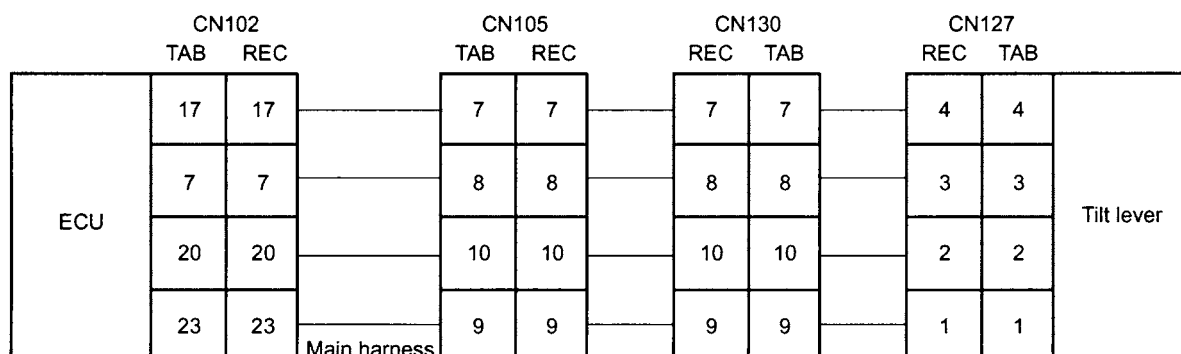 CN102 CN105 CN130 CN127
TAB REC TAB REC REC TAB REC TAB
17 17 7 7 7 7 4 4
7 7 8 8 8 8 3 3
ECU Tilt lever
20 20 10 10 10 10 2 2
23 23 9 9 9 9 1 1
Main harness